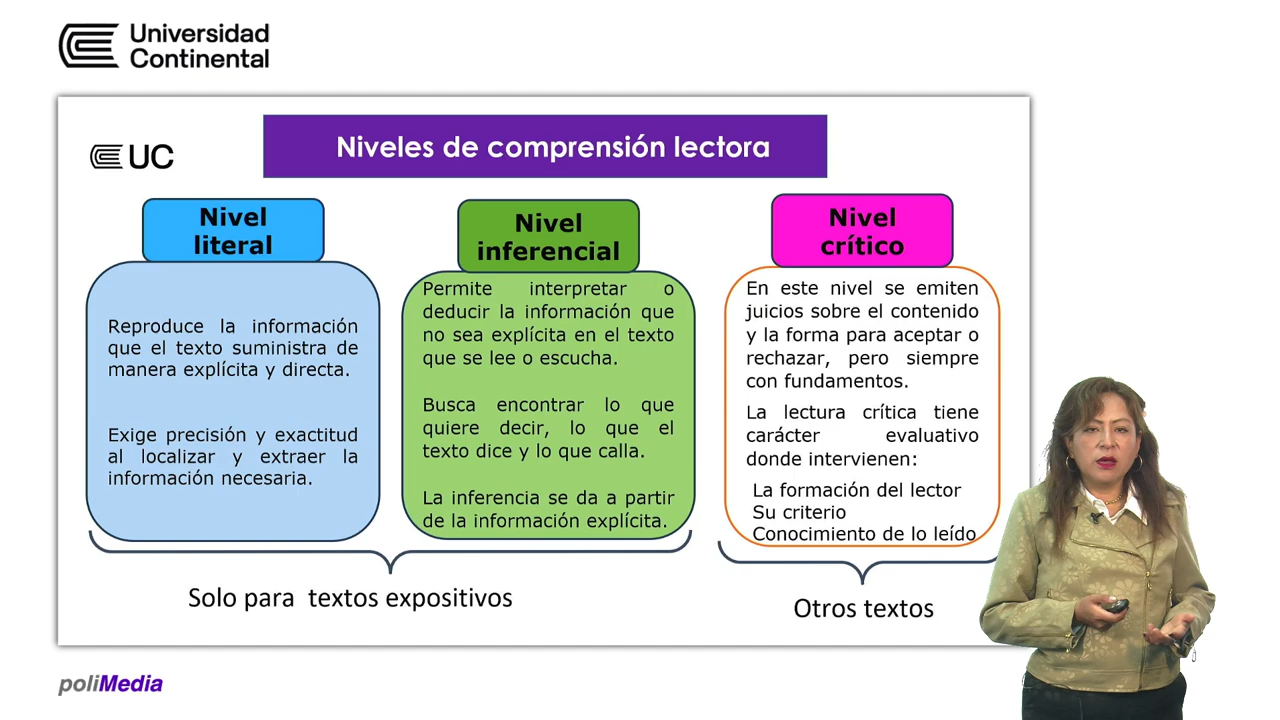 Universidad
Continental
UC
Niveles de comprensión lectora
Nivel
literal
Reproduce la información
que el texto suministra de
manera explícita y directa.
Exige precisión y exactitud
al localizar y extraer la
información necesaria.
Nivel
inferencial
Permite interpretar o
deducir la información que
no sea explícita en el texto
que se lee o escucha.
Busca encontrar lo que
quiere decir, lo que el
texto dice y lo que calla.
La inferencia se da a partir
de la información explícita.
Nivel
crítico
En este nivel se emiten
juicios sobre el contenido
y la forma para aceptar o
rechazar, pero siempre
con fundamentos.
La lectura crítica tiene
carácter evaluativo
donde intervienen:
La formación del lector
Su criterio
Conocimiento de lo leído
Solo para textos expositivos
Otros textos
poliMedia